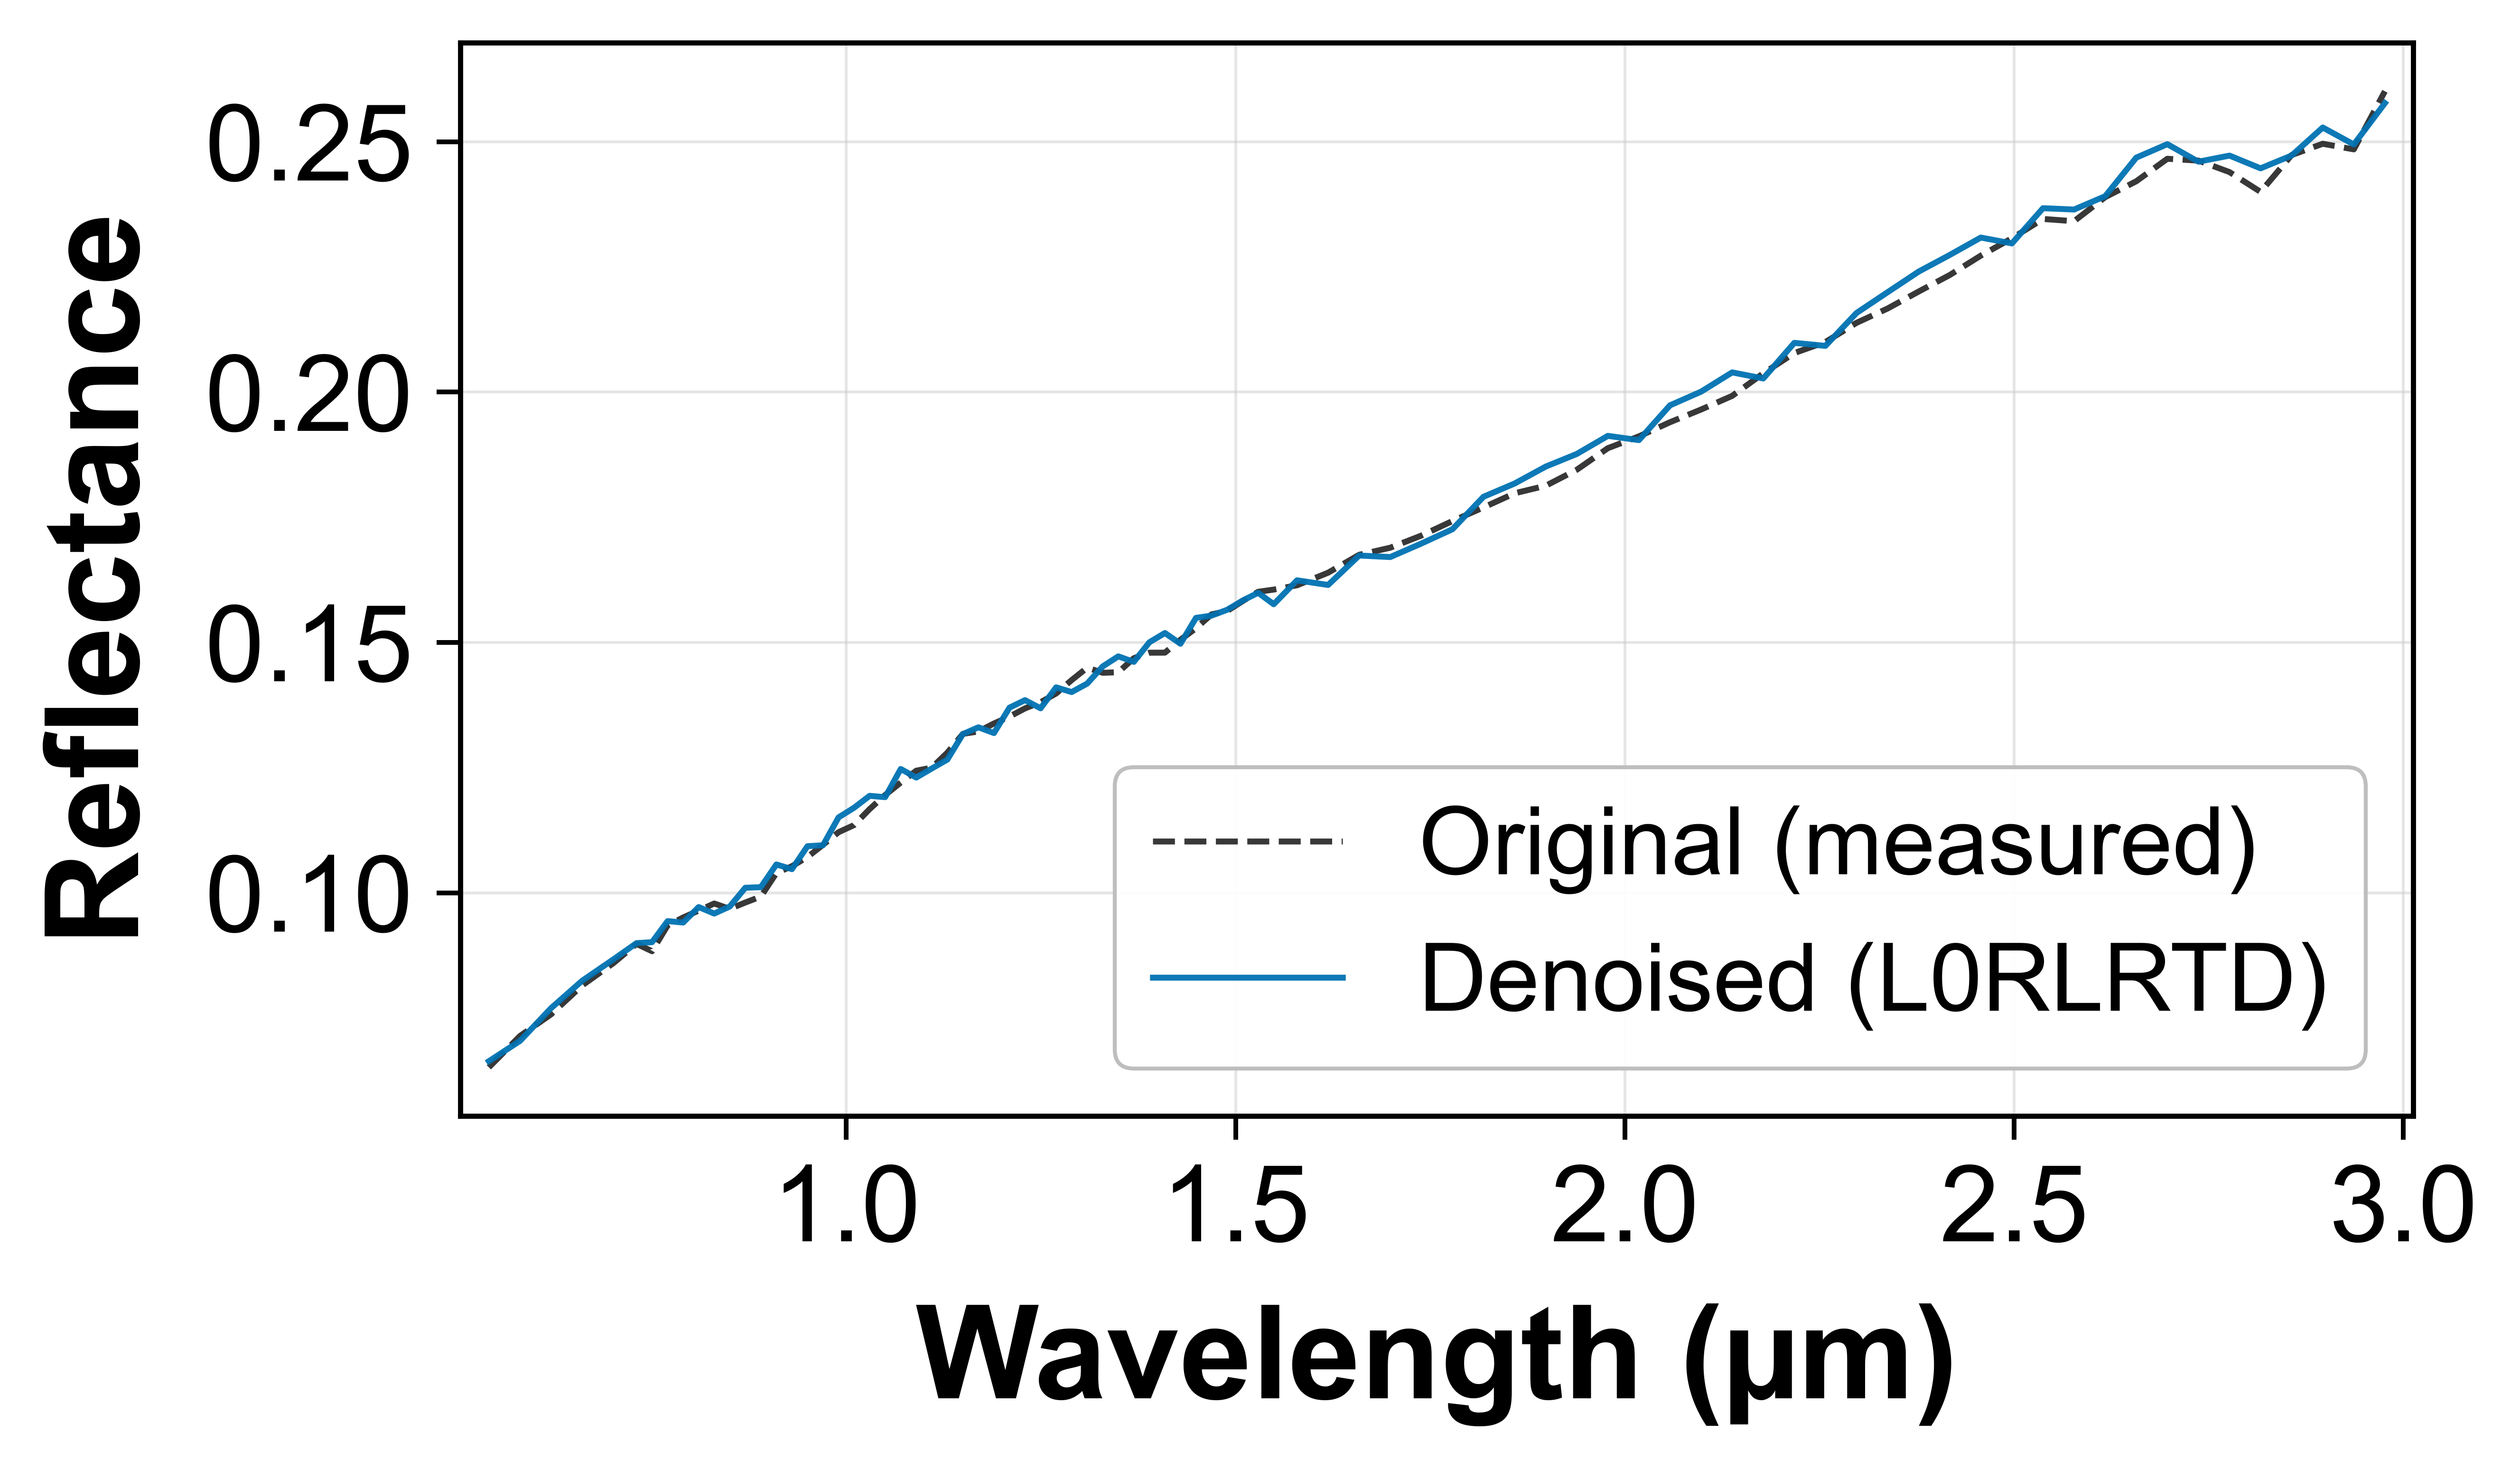 0.25
0.20
0.15
0.10
Reflectance
Original (measured)
Denoised (L0RLRTD)
1.0 1.5 2.0 2.5 3.0
Wavelength (µm)